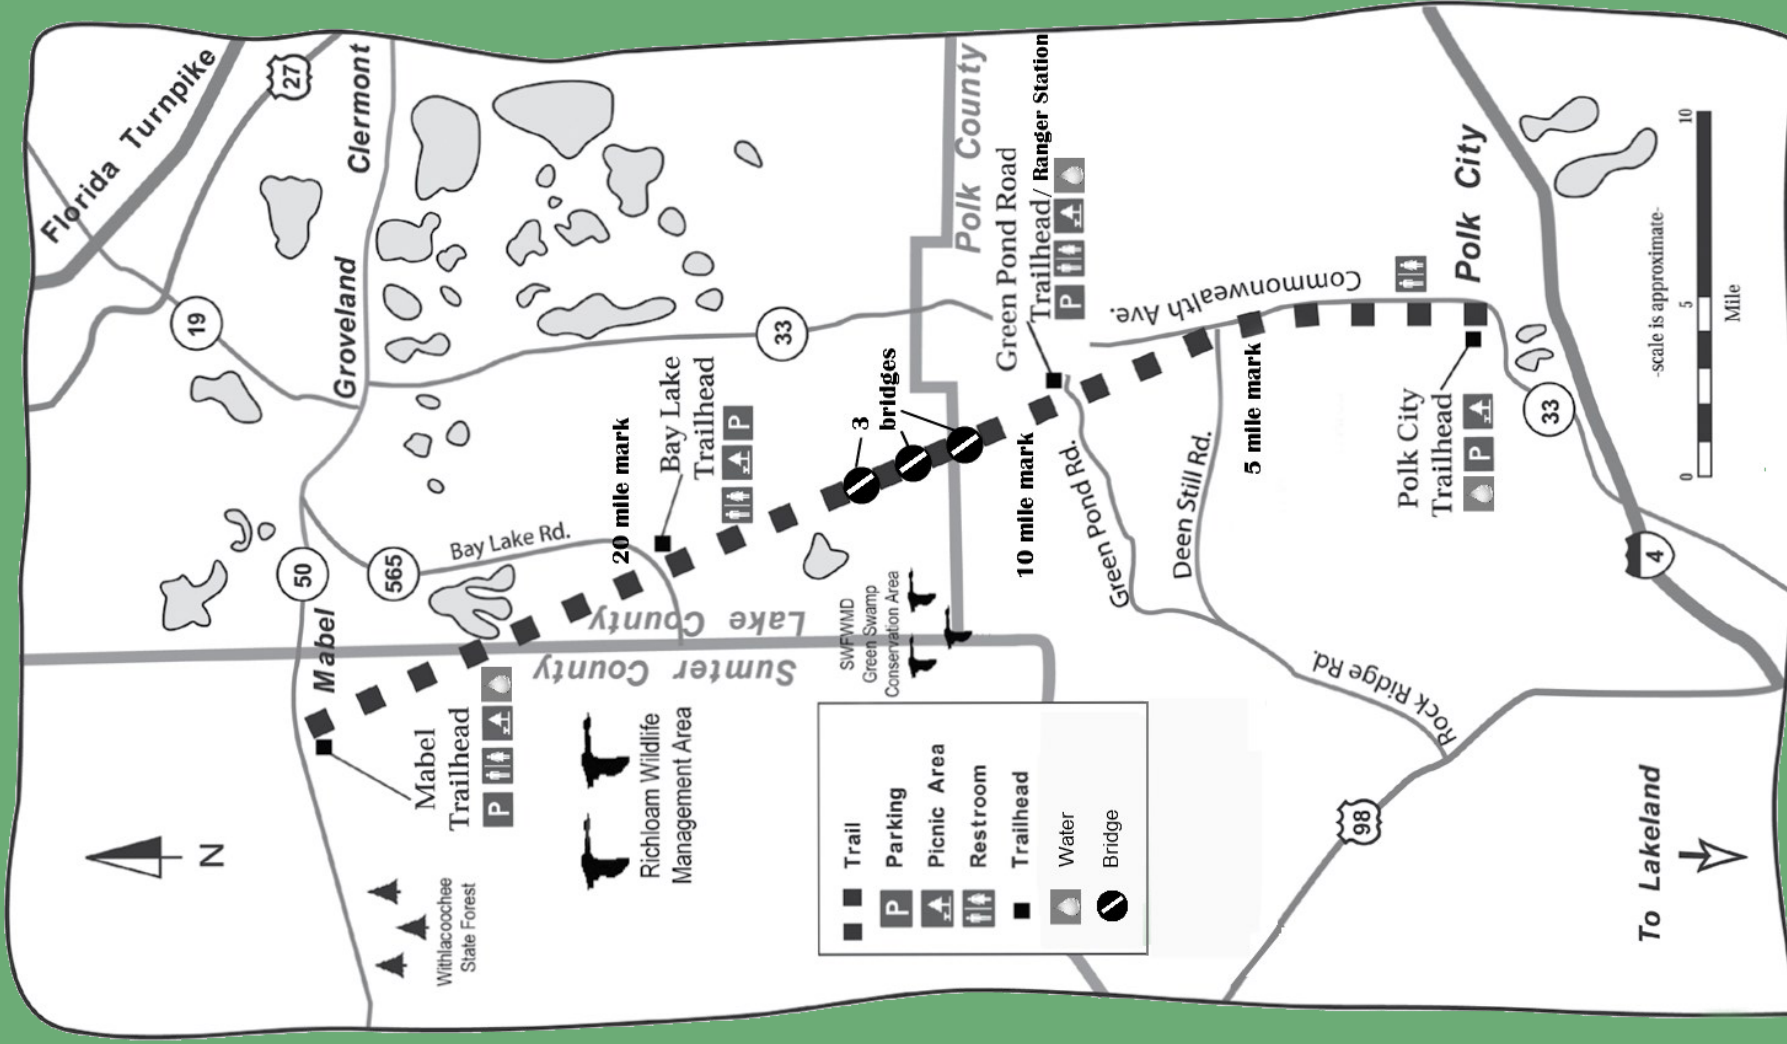 Florida Turnpike
27
Clermont
19
Groveland
33
50
565
Bay Lake Rd.
Mabel
20 mile mark
Bay Lake
Trailhead
P
3
bridges
Polk County
Lake County
Sumter County
SWFWMD
Green Swamp
Conservation Area
Mabel
Trailhead
P
N
Withlacoochee
State Forest
Richloam Wildlife
Management Area
Green Pond Road
Trailhead/ Ranger Station
P
10 mile mark
Green Pond Rd.
Deen Still Rd.
Commonwealth Ave.
5 mile mark
Polk City
Polk City
Trailhead
P
33
4
Rock Ridge Rd.
98
To Lakeland
-scale is approximate-
0
5
10
Mile
Trail
P
Parking
Picnic Area
Restroom
Trailhead
Water
Bridge